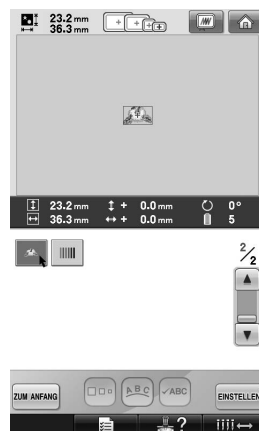 23.2 mm
36.3 mm
23.2 mm + 0.0 mm 0°
36.3 mm + 0.0 mm 5
2/2
ZUM ANFANG ABC ✓ABC EINSTELLEN
?